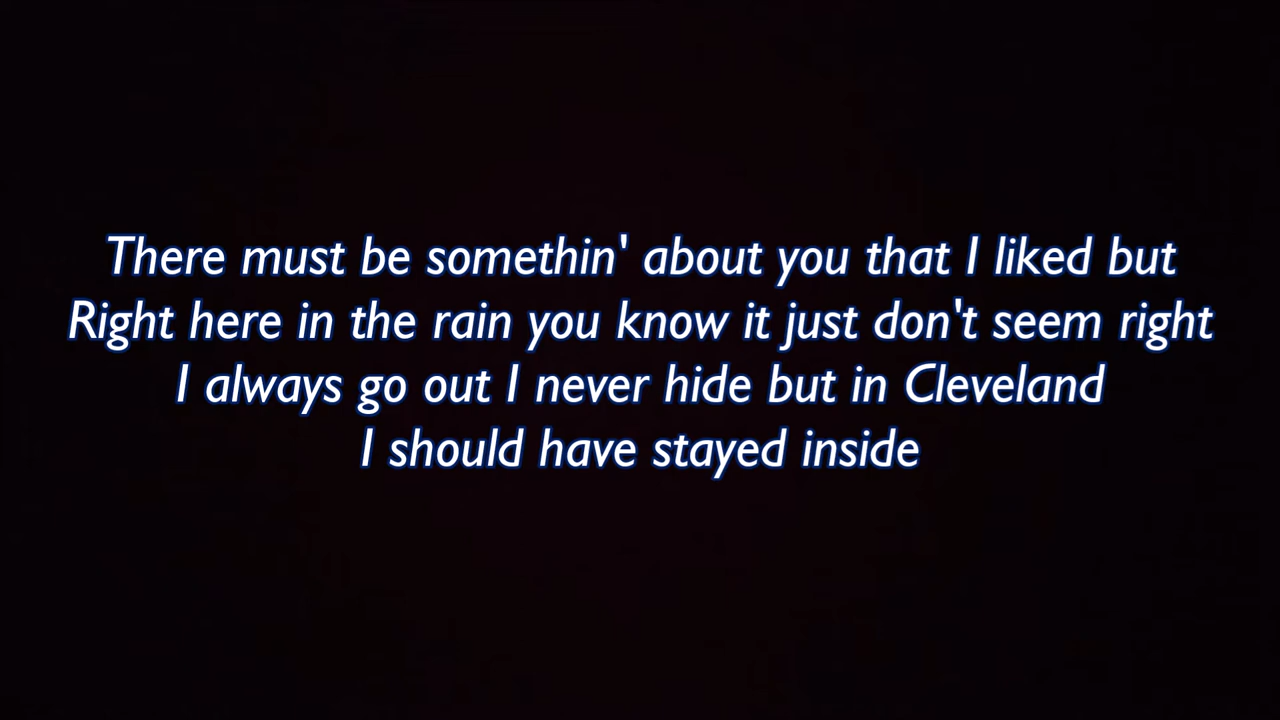 There must be somethin' about you that I liked but
Right here in the rain you know it just don't seem right
I always go out I never hide but in Cleveland
I should have stayed inside